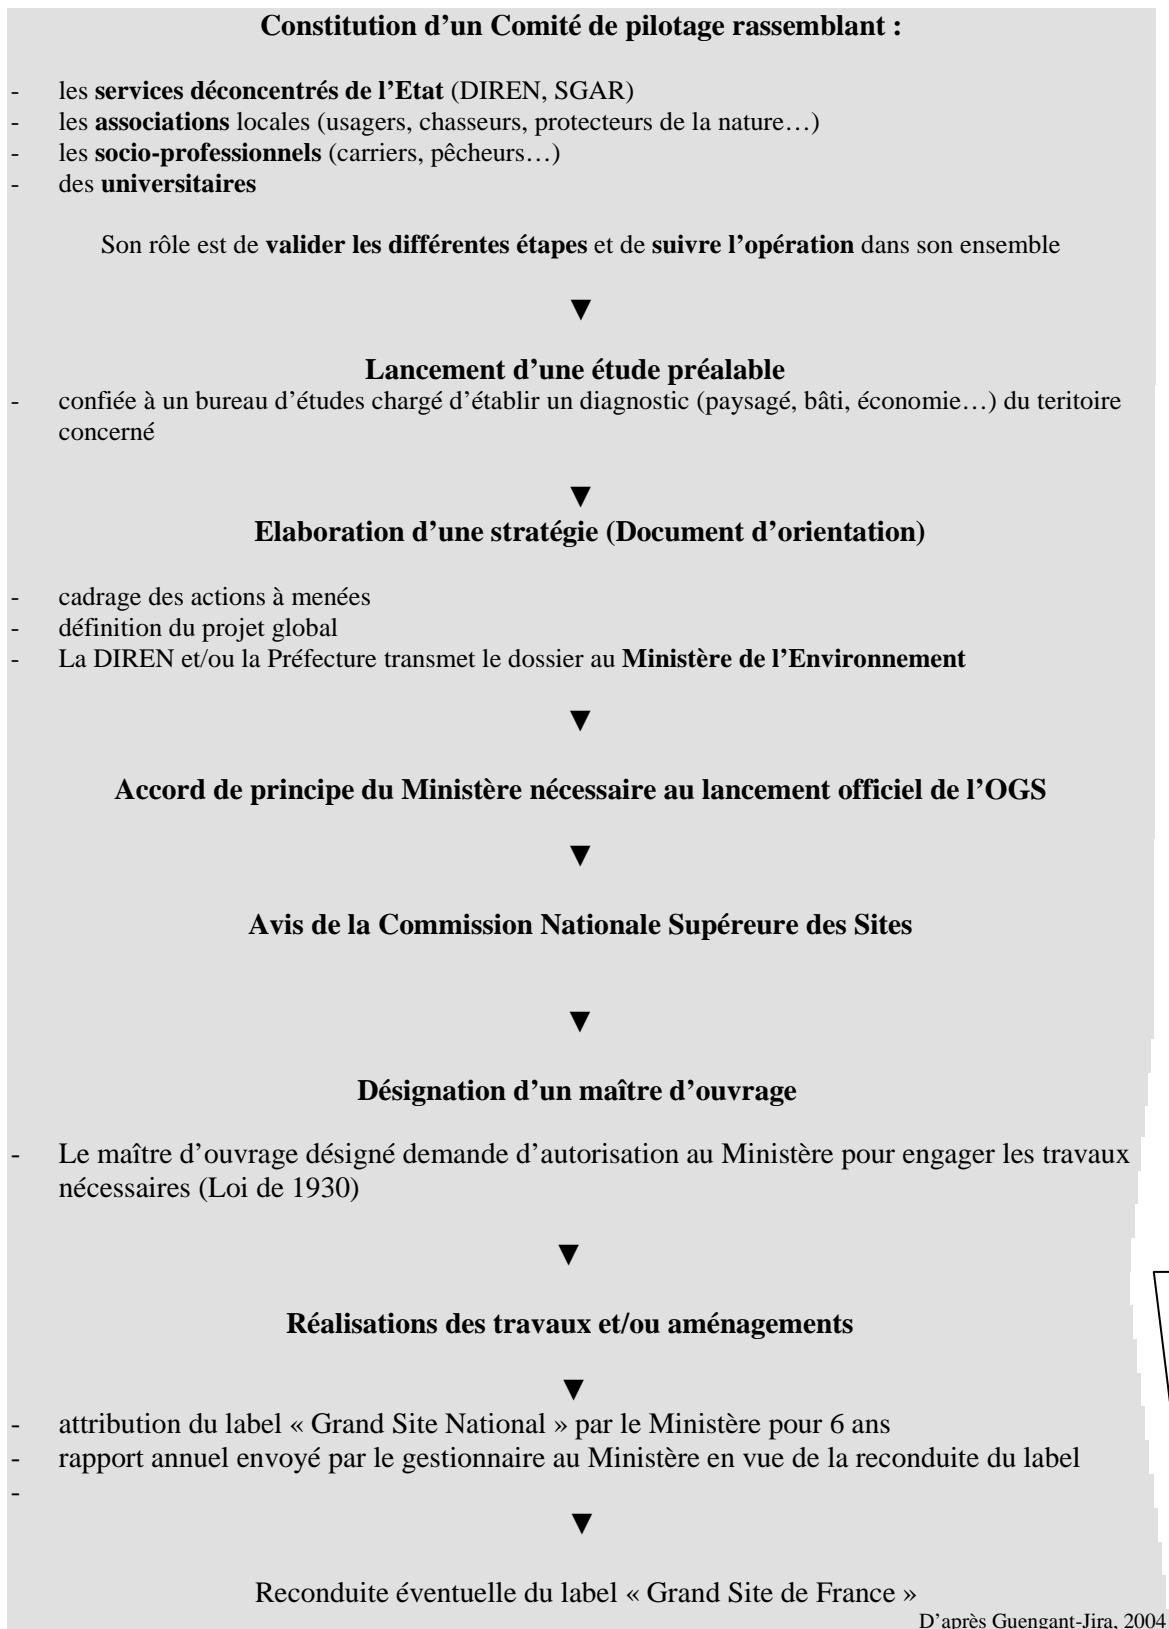 Constitution d’un Comité de pilotage rassemblant :
- les services déconcentrés de l’Etat (DIREN, SGAR)
- les associations locales (usagers, chasseurs, protecteurs de la nature…)
- les socio-professionnels (carriers, pêcheurs…)
- des universitaires
Son rôle est de valider les différentes étapes et de suivre l’opération dans son ensemble
▼
Lancement d’une étude préalable
- confiée à un bureau d’études chargé d’établir un diagnostic (paysagé, bâti, économie…) du teritoire
concerné
▼
Elaboration d’une stratégie (Document d’orientation)
- cadrage des actions à menées
- définition du projet global
- La DIREN et/ou la Préfecture transmet le dossier au Ministère de l’Environnement
▼
Accord de principe du Ministère nécessaire au lancement officiel de l’OGS
▼
Avis de la Commission Nationale Supéreure des Sites
▼
Désignation d’un maître d’ouvrage
- Le maître d’ouvrage désigné demande d’autorisation au Ministère pour engager les travaux
nécessaires (Loi de 1930)
▼
Réalisations des travaux et/ou aménagements
▼
- attribution du label « Grand Site National » par le Ministère pour 6 ans
- rapport annuel envoyé par le gestionnaire au Ministère en vue de la reconduite du label
-
▼
Reconduite éventuelle du label « Grand Site de France »
D’après Guengant-Jira, 2004